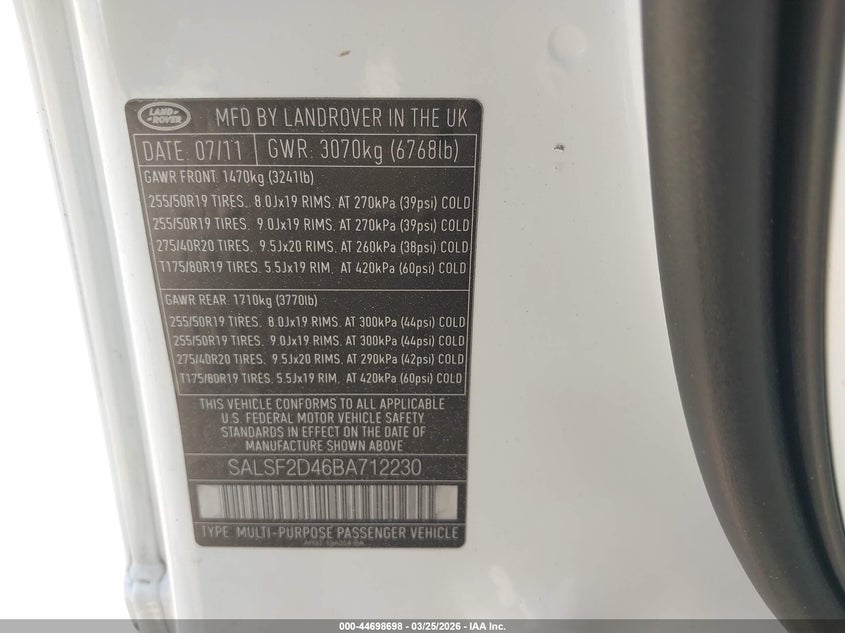 LAND ROVER
MFD BY LANDROVER IN THE UK
DATE: 07/11 GWR: 3070kg (6768lb)
GAWR FRONT: 1470kg (3241lb)
255/50R19 TIRES. 8.0Jx19 RIMS. AT 270kPa (39psi) COLD
255/50R19 TIRES. 9.0Jx19 RIMS. AT 270kPa (39psi) COLD
275/40R20 TIRES. 9.5Jx20 RIMS. AT 260kPa (38psi) COLD
T175/80R19 TIRES. 5.5Jx19 RIM. AT 420kPa (60psi) COLD
GAWR REAR: 1710kg (3770lb)
255/50R19 TIRES. 8.0Jx19 RIMS. AT 300kPa (44psi) COLD
255/50R19 TIRES. 9.0Jx19 RIMS. AT 300kPa (44psi) COLD
275/40R20 TIRES. 9.5Jx20 RIMS. AT 290kPa (42psi) COLD
T175/80R19 TIRES. 5.5Jx19 RIM. AT 420kPa (60psi) COLD
THIS VEHICLE CONFORMS TO ALL APPLICABLE
U.S. FEDERAL MOTOR VEHICLE SAFETY
STANDARDS IN EFFECT ON THE DATE OF
MANUFACTURE SHOWN ABOVE
SALSF2D46BA712230
TYPE: MULTI-PURPOSE PASSENGER VEHICLE
000-44698698 - 03/25/2026 - IAA Inc.